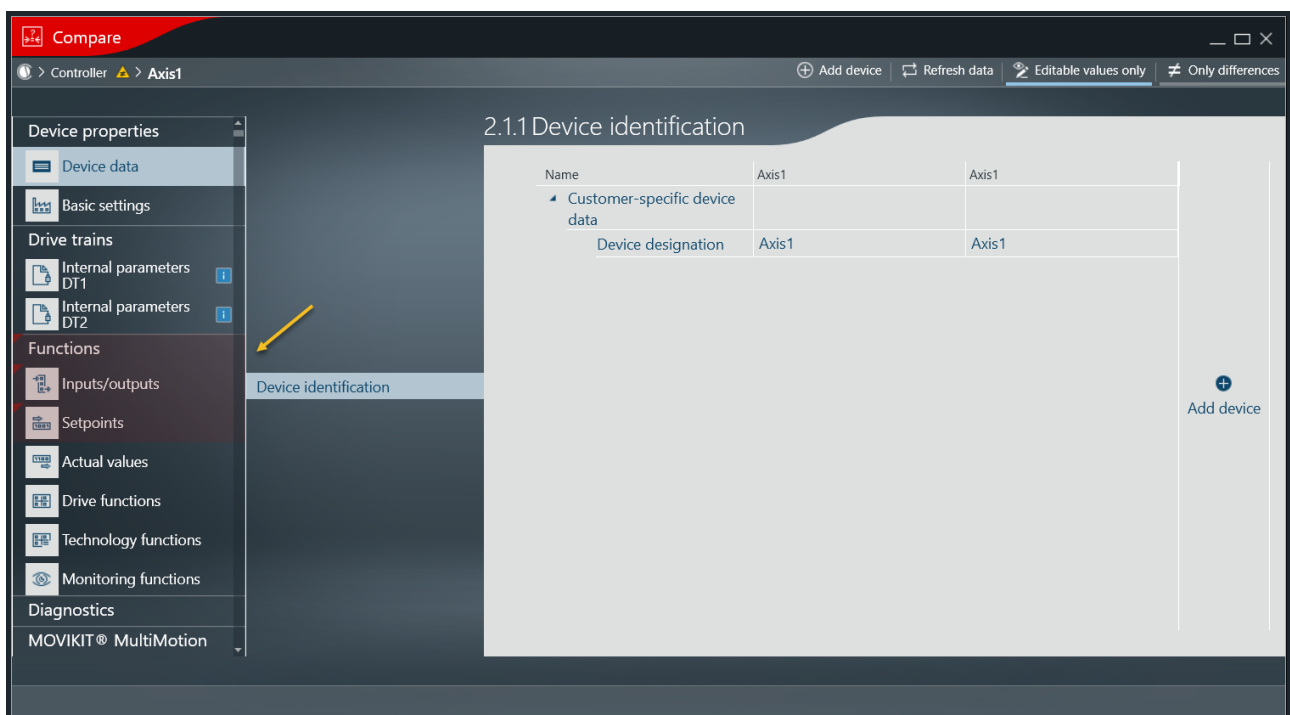 Compare
> Controller > Axis1
Add device
Refresh data
Editable values only
≠ Only differences
Device properties
Device data
Basic settings
Drive trains
Internal parameters
DT1
Internal parameters
DT2
Functions
Inputs/outputs
Setpoints
Actual values
Drive functions
Technology functions
Monitoring functions
Diagnostics
MOVIKIT® MultiMotion
Device identification
2.1.1 Device identification
Name Axis1 Axis1
Customer-specific device
data
Device designation Axis1 Axis1
Add device